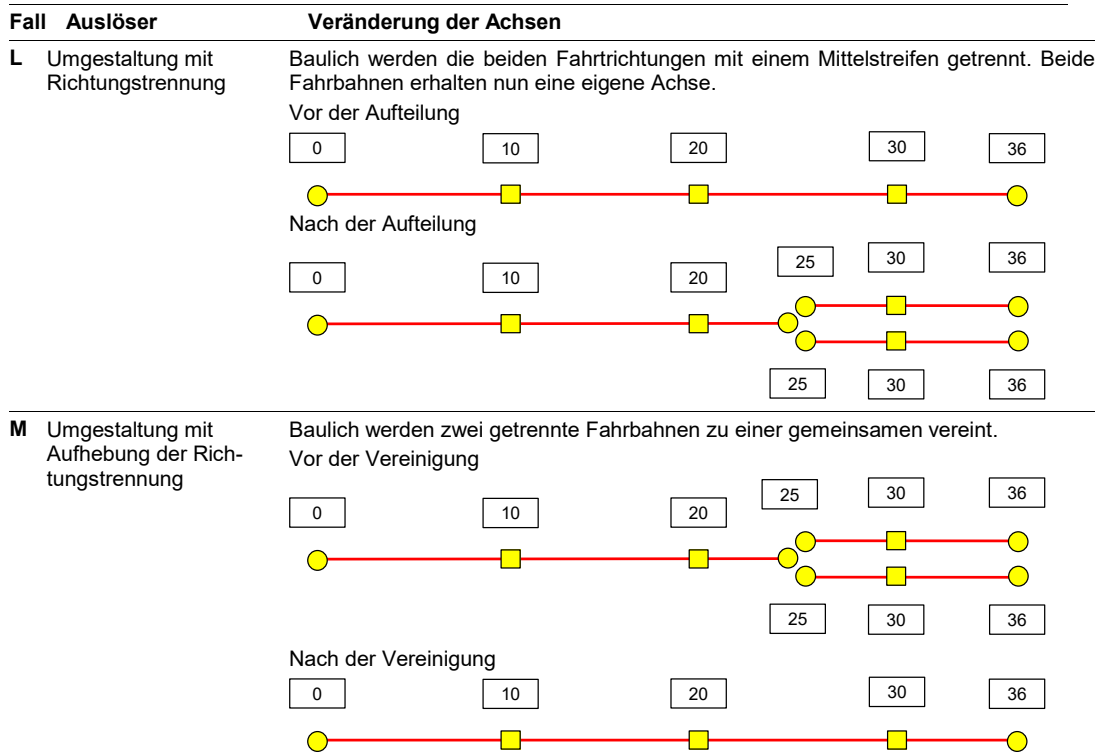 Fall Auslöser Veränderung der Achsen
L Umgestaltung mit
Richtungstrennung
Baulich werden die beiden Fahrtrichtungen mit einem Mittelstreifen getrennt. Beide
Fahrbahnen erhalten nun eine eigene Achse.
Vor der Aufteilung
0 10 20 30 36
Nach der Aufteilung
0 10 20 25 30 36
25 30 36
M Umgestaltung mit
Aufhebung der Rich-
tungstrennung
Baulich werden zwei getrennte Fahrbahnen zu einer gemeinsamen vereint.
Vor der Vereinigung
0 10 20 25 30 36
25 30 36
Nach der Vereinigung
0 10 20 30 36